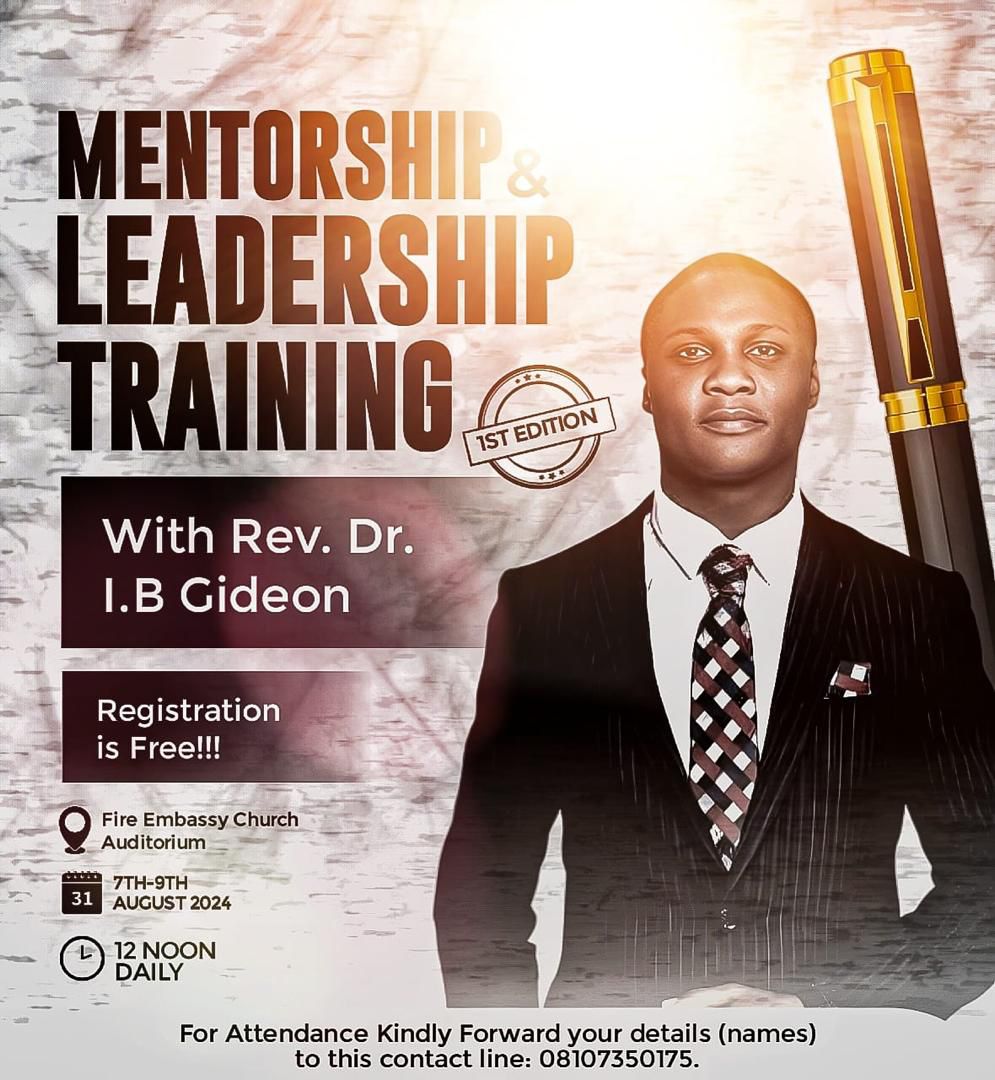 MENTORSHIP &
LEADERSHIP
TRAINING
1ST EDITION
With Rev. Dr.
I.B Gideon
Registration
is Free!!!
Fire Embassy Church
Auditorium
31
7TH-9TH
AUGUST 2024
12 NOON
DAILY
For Attendance Kindly Forward your details (names)
to this contact line: 08107350175.